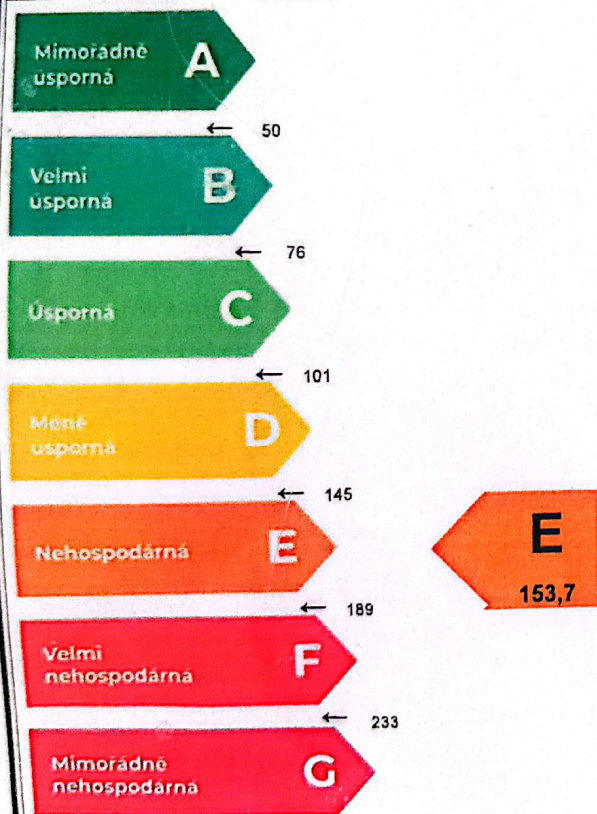 Mimořádně
úsporná
A
← 50
Velmi
úsporná
B
← 76
Úsporná
C
← 101
Méně
úsporná
D
← 145
Nehospodárná
E
E
153,7
← 189
Velmi
nehospodárná
F
← 233
Mimořádně
nehospodárná
G